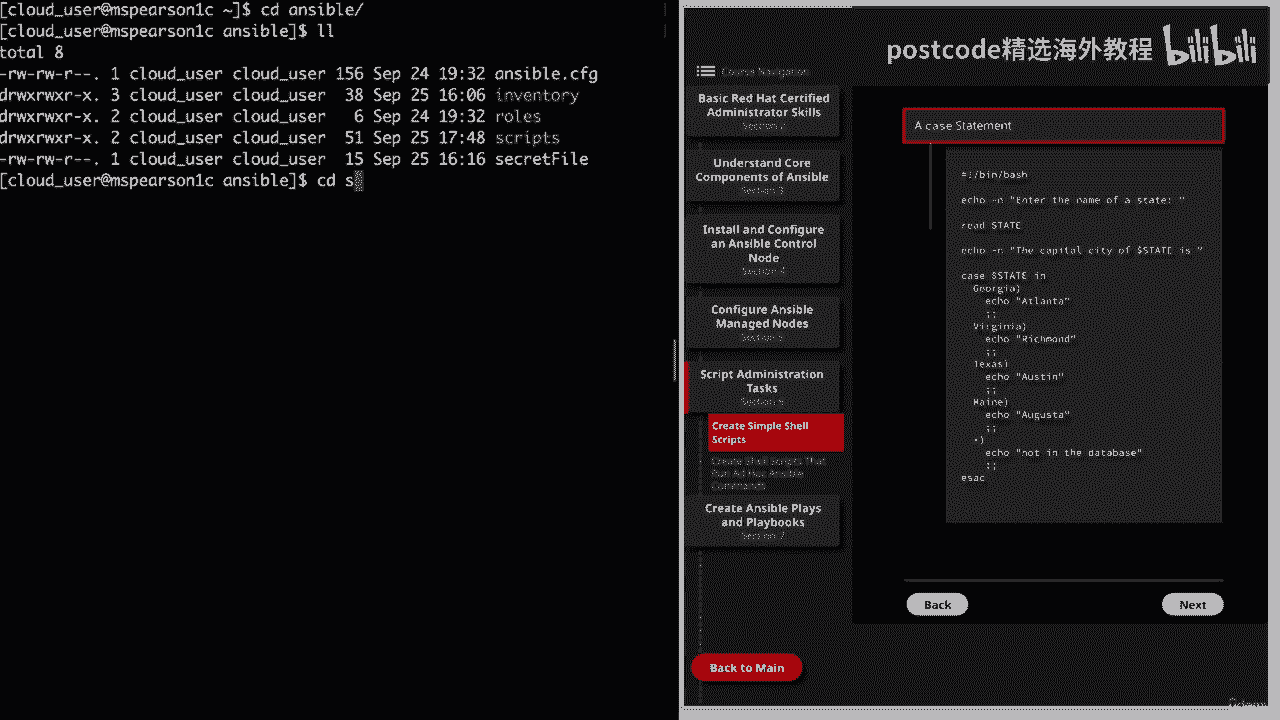 [cloud_user@mspearson1c ~]$ cd ansible/
[cloud_user@mspearson1c ansible]$ ll
total 8
-rw-rw-r--. 1 cloud_user cloud_user 156 Sep 24 19:32 ansible.cfg
drwxrwxr-x. 3 cloud_user cloud_user  38 Sep 25 16:06 inventory
drwxrwxr-x. 2 cloud_user cloud_user   6 Sep 24 19:32 roles
drwxrwxr-x. 2 cloud_user cloud_user  51 Sep 25 17:48 scripts
-rw-rw-r--. 1 cloud_user cloud_user  15 Sep 25 16:16 secretFile
[cloud_user@mspearson1c ansible]$ cd s
postcode精选海外教程 bilibili
Course Navigation
Basic Red Hat Certified
Administrator Skills
Section 2
Understand Core
Components of Ansible
Section 3
Install and Configure
an Ansible Control
Node
Section 4
Configure Ansible
Managed Nodes
Section 5
Script Administration
Tasks
Section 6
Create Simple Shell
Scripts
Create Shell Scripts That
Run Ad Hoc Ansible
Commands
Create Ansible Plays
and Playbooks
Section 7
Back to Main
A case Statement
#!/bin/bash
echo -n "Enter the name of a state: "
read STATE
echo -n "The capital city of $STATE is "
case $STATE in
  Georgia)
    echo "Atlanta"
    ;;
  Virginia)
    echo "Richmond"
    ;;
  Texas)
    echo "Austin"
    ;;
  Maine)
    echo "Augusta"
    ;;
  *)
    echo "not in the database"
    ;;
esac
Back
Next
Udemy